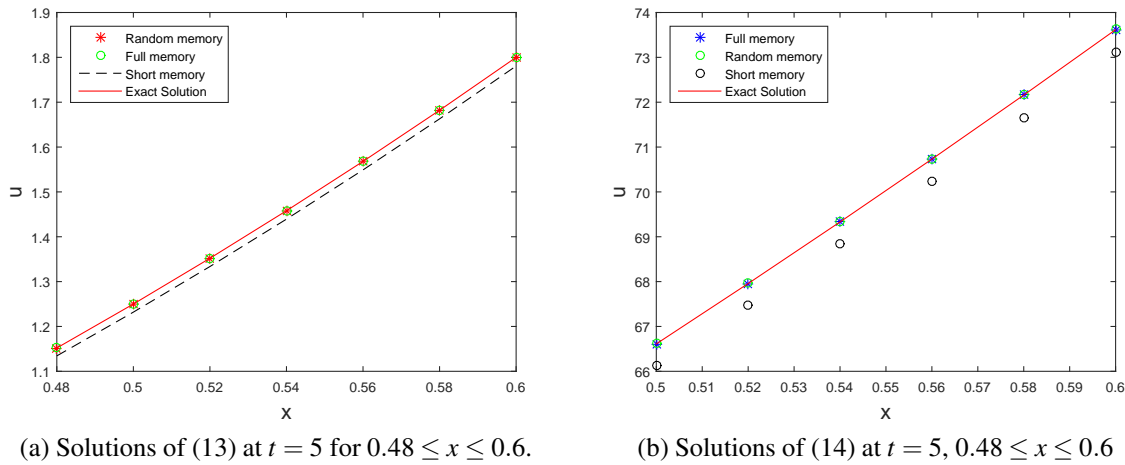 1.9
1.8
1.7
1.6
1.5
1.4
1.3
1.2
1.1
u
Random memory
Full memory
Short memory
Exact Solution
0.48 0.5 0.52 0.54 0.56 0.58 0.6
x
(a) Solutions of (13) at t = 5 for 0.48 ≤ x ≤ 0.6.
74
73
72
71
70
69
68
67
66
u
Full memory
Random memory
Short memory
Exact Solution
0.5 0.51 0.52 0.53 0.54 0.55 0.56 0.57 0.58 0.59 0.6
x
(b) Solutions of (14) at t = 5, 0.48 ≤ x ≤ 0.6